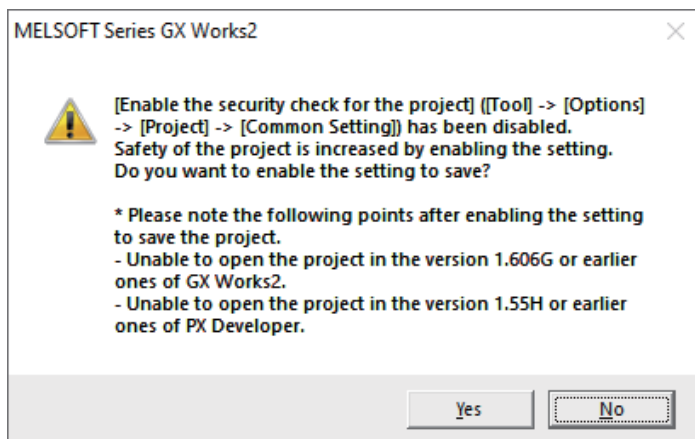 MELSOFT Series GX Works2
[Enable the security check for the project] ([Tool] -> [Options]
-> [Project] -> [Common Setting]) has been disabled.
Safety of the project is increased by enabling the setting.
Do you want to enable the setting to save?
* Please note the following points after enabling the setting
to save the project.
- Unable to open the project in the version 1.606G or earlier
ones of GX Works2.
- Unable to open the project in the version 1.55H or earlier
ones of PX Developer.
Yes
No